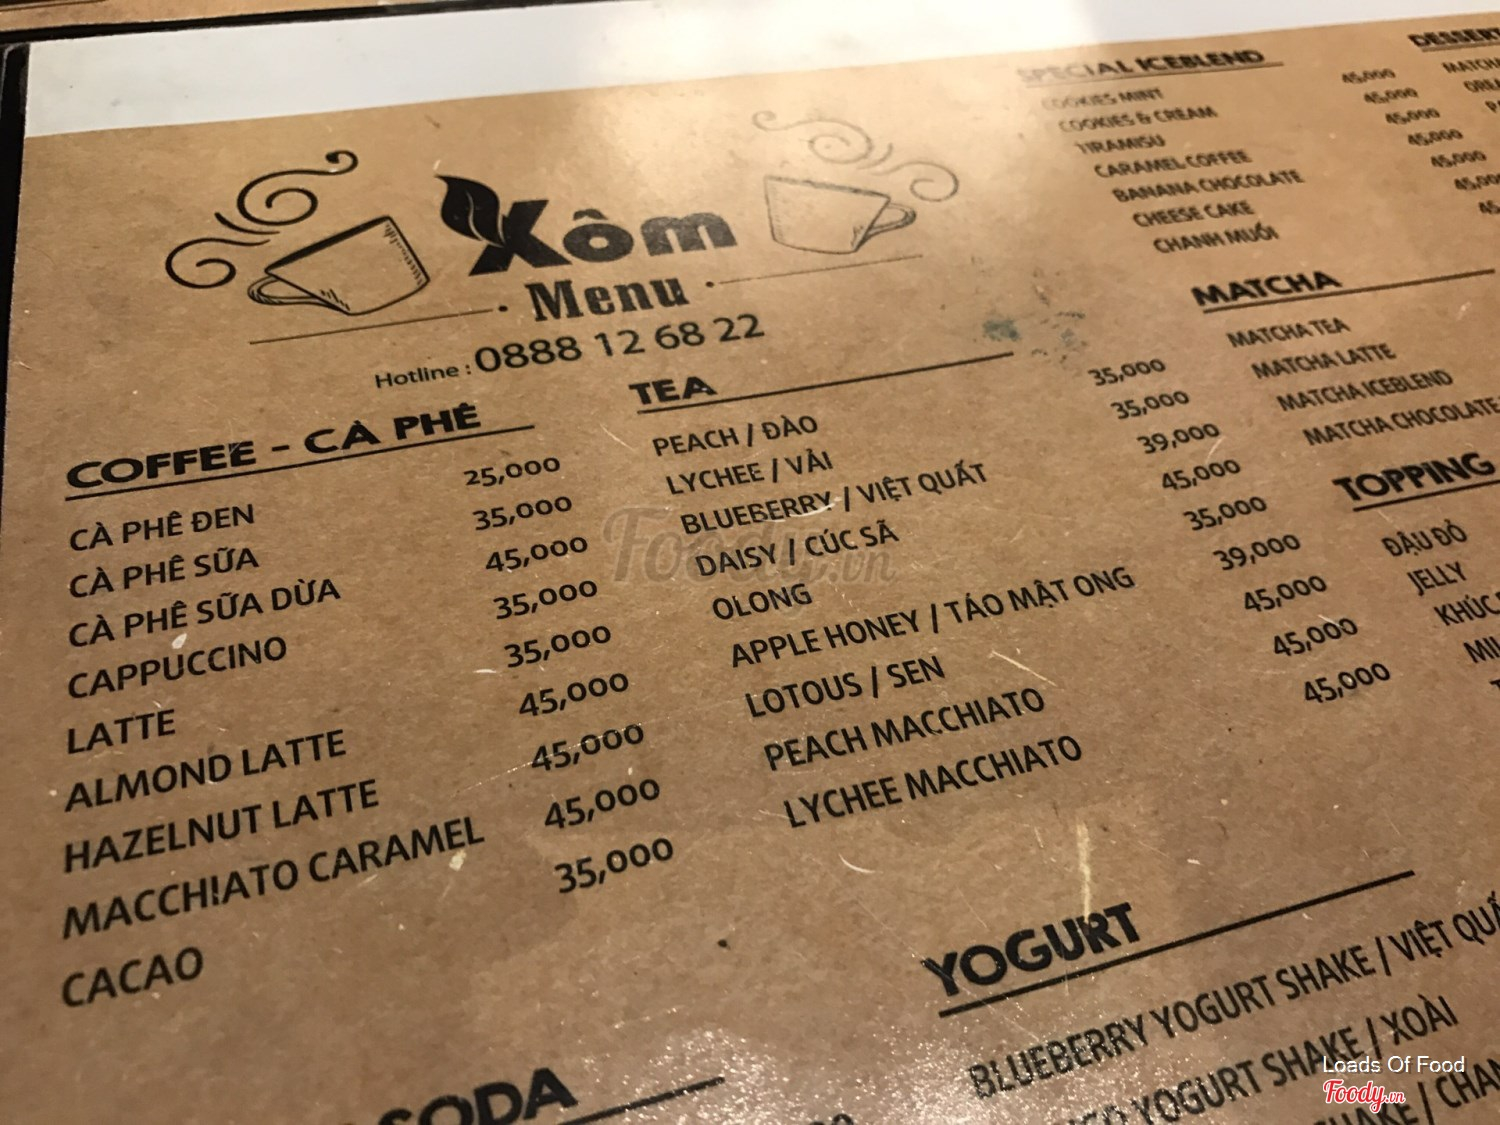 Xôm
Menu
Hotline : 0888 12 68 22
COFFEE - CÀ PHÊ
CÀ PHÊ ĐEN 25,000
CÀ PHÊ SỮA 35,000
CÀ PHÊ SỮA DỪA 45,000
CAPPUCCINO 35,000
LATTE 35,000
ALMOND LATTE 45,000
HAZELNUT LATTE 45,000
MACCHIATO CARAMEL 45,000
CACAO 35,000
SODA
TEA
PEACH / ĐÀO 35,000
LYCHEE / VẢI 35,000
BLUEBERRY / VIỆT QUẤT 39,000
DAISY / CÚC SÃ 45,000
OLONG 35,000
APPLE HONEY / TÁO MẬT ONG 39,000
LOTOUS / SEN 45,000
PEACH MACCHIATO 45,000
LYCHEE MACCHIATO 45,000
YOGURT
BLUEBERRY YOGURT SHAKE / VIỆT
YOGURT SHAKE / XOÀI
SPECIAL ICEBLEND
COOKIES MINT 45,000
COOKIES & CREAM 45,000
TIRAMISU 45,000
CARAMEL COFFEE 45,000
BANANA CHOCOLATE 45,000
CHEESE CAKE
CHANH MUỐI
MATCHA
MATCHA TEA
MATCHA LATTE
MATCHA ICEBLEND
MATCHA CHOCOLATE
TOPPING
ĐẬU ĐỎ
JELLY
Foody.vn
Loads Of Food
Foody.vn